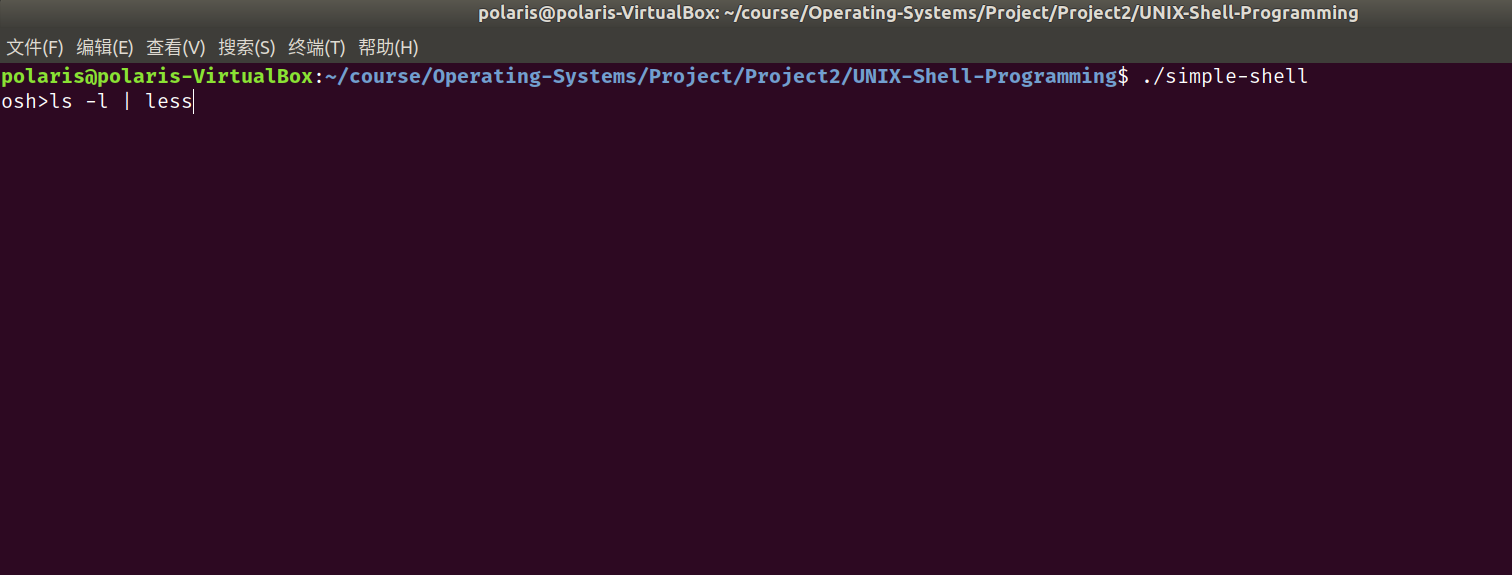 polaris@polaris-VirtualBox: ~/course/Operating-Systems/Project/Project2/UNIX-Shell-Programming
文件(F) 编辑(E) 查看(V) 搜索(S) 终端(T) 帮助(H)
polaris@polaris-VirtualBox:~/course/Operating-Systems/Project/Project2/UNIX-Shell-Programming$ ./simple-shell
osh>ls -l | less